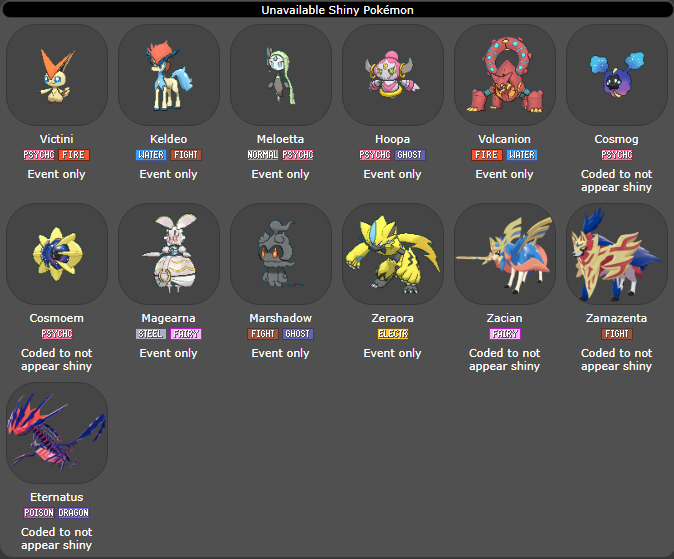 Unavailable Shiny Pokémon
Victini Keldeo Meloetta Hoopa Volcanion Cosmog
PSYCHC FIRE WATER FIGHT NORMAL PSYCHC PSYCHC GHOST FIRE WATER PSYCHC
Event only Event only Event only Event only Event only Coded to not
appear shiny
Cosmoem Magearna Marshadow Zeraora Zacian Zamazenta
PSYCHC STEEL FAIRY FIGHT GHOST ELECTR FAIRY FIGHT
Coded to not Event only Event only Event only Coded to not Coded to not
appear shiny appear shiny appear shiny
Eternatus
POISON DRAGON
Coded to not
appear shiny